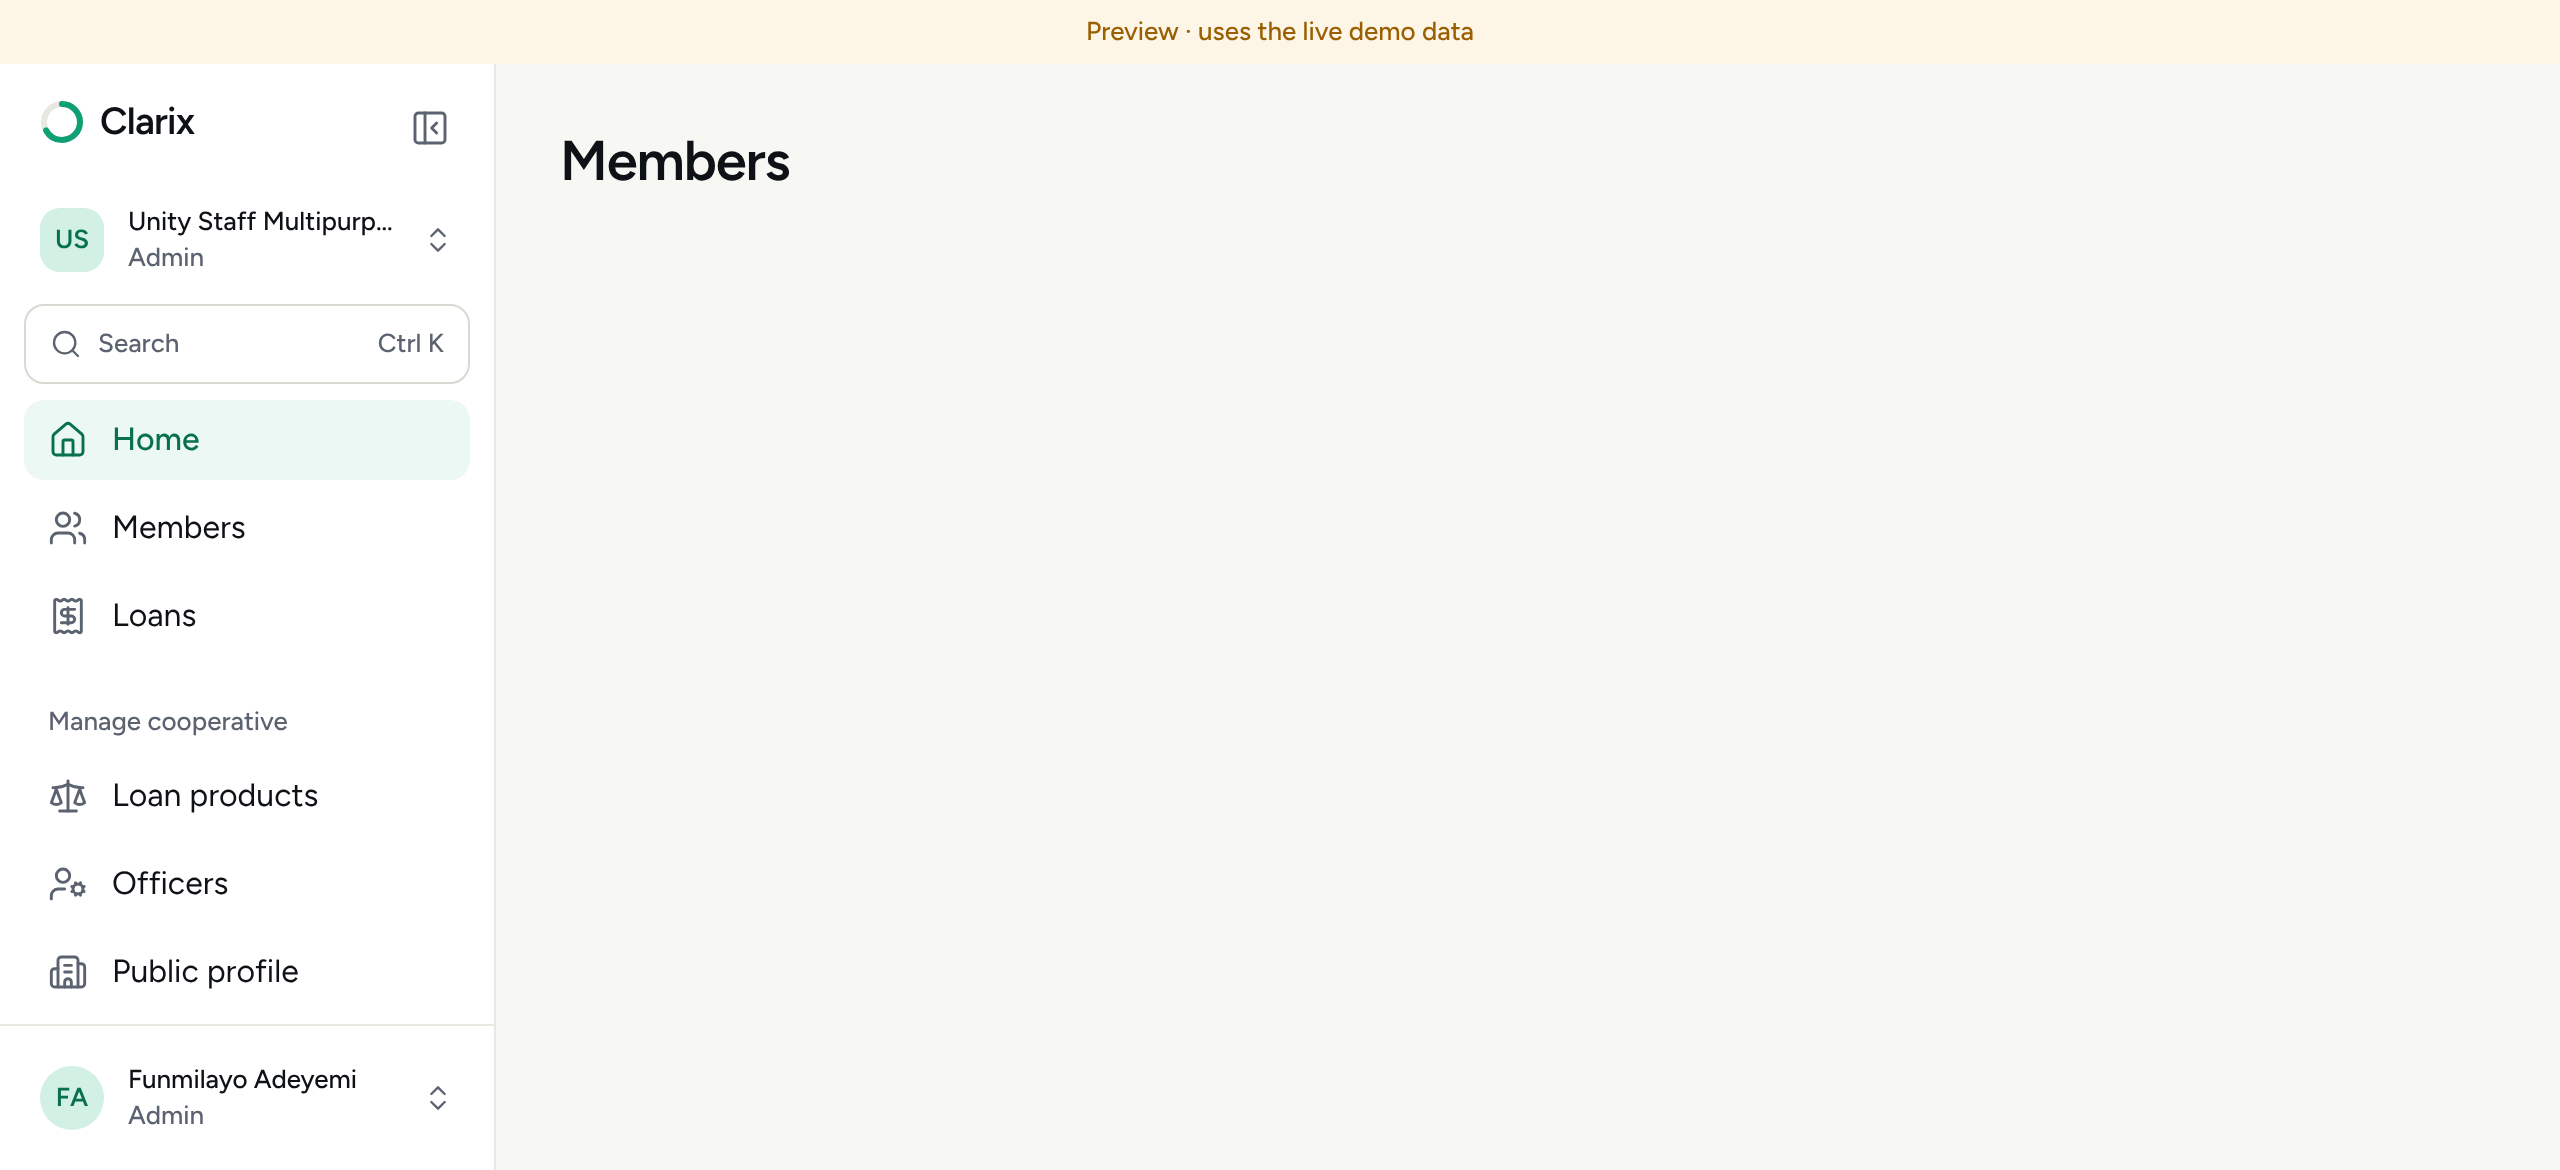 Preview · uses the live demo data
Clarix
US
Unity Staff Multipurp...
Admin
Search
Ctrl K
Home
Members
Loans
Manage cooperative
Loan products
Officers
Public profile
FA
Funmilayo Adeyemi
Admin
Members